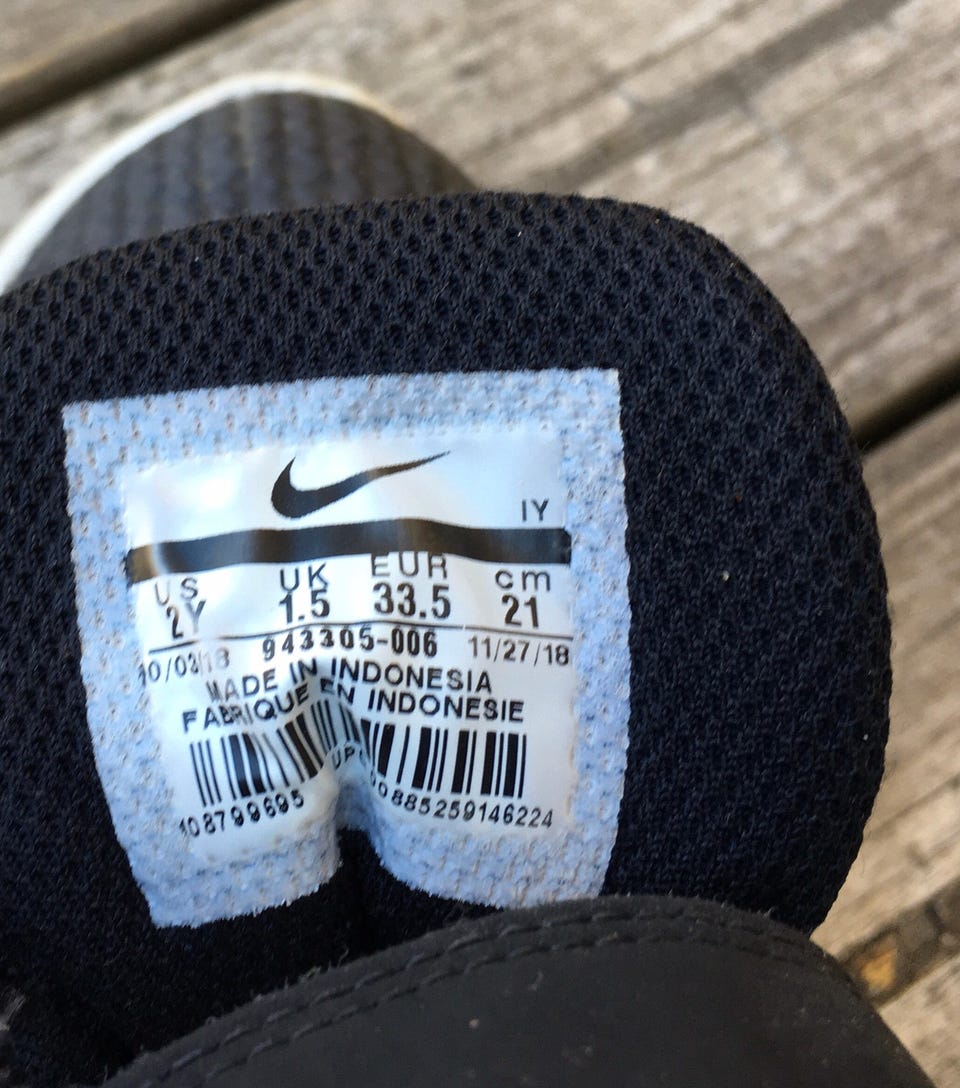 IY
US UK EUR cm
2Y 1.5 33.5 21
10/03/18 943305-006 11/27/18
MADE IN INDONESIA
FABRIQUE EN INDONESIE
108799695 00885259146224